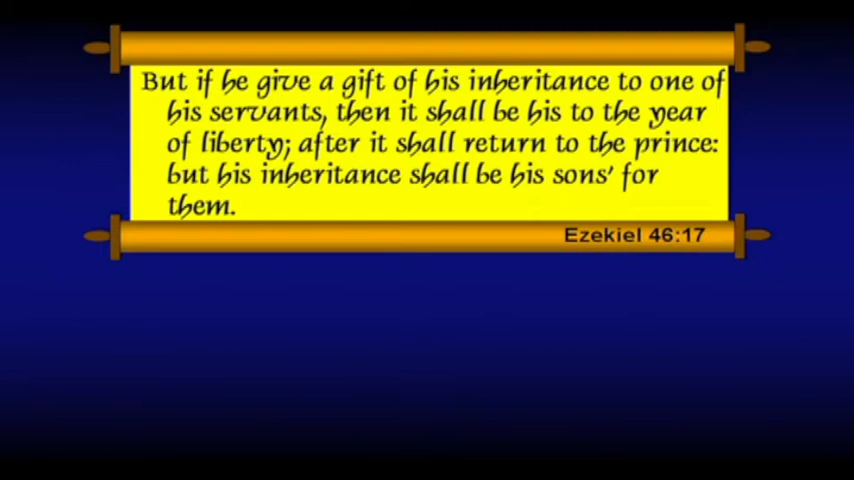 But if he give a gift of his inheritance to one of
his servants, then it shall be his to the year
of liberty; after it shall return to the prince:
but his inheritance shall be his sons’ for
them.
Ezekiel 46:17